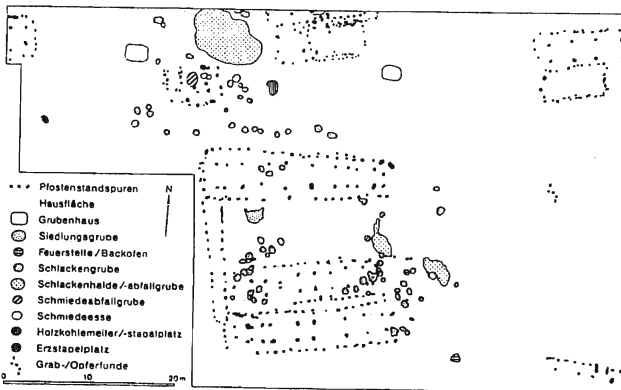 Pfostenstandspuren
N
Hausfläche
Grubenhaus
Siedlungsgrube
Feuerstelle/Backofen
Schlackengrube
Schlackenhalde/-abfallgrube
Schmiedeabfallgrube
Schmiedeesse
Holzkohlemeiler/-stapelplatz
Erzstapelplatz
Grab-/Opferfunde
0 10 20m